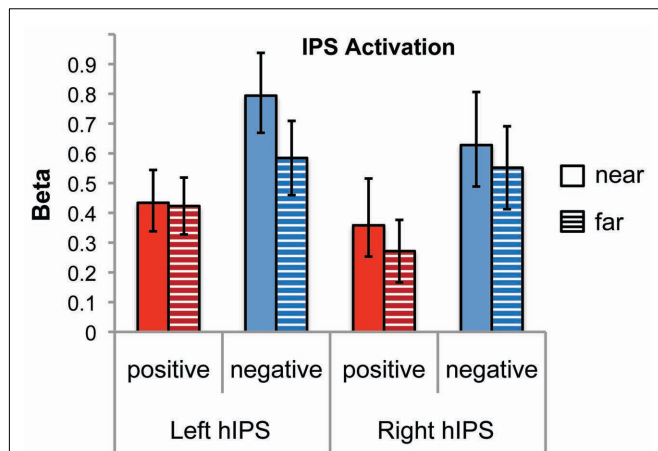 IPS Activation
0.9
0.8
0.7
0.6
0.5
0.4
0.3
0.2
0.1
0
Beta
near
far
positive negative positive negative
Left hIPS Right hIPS